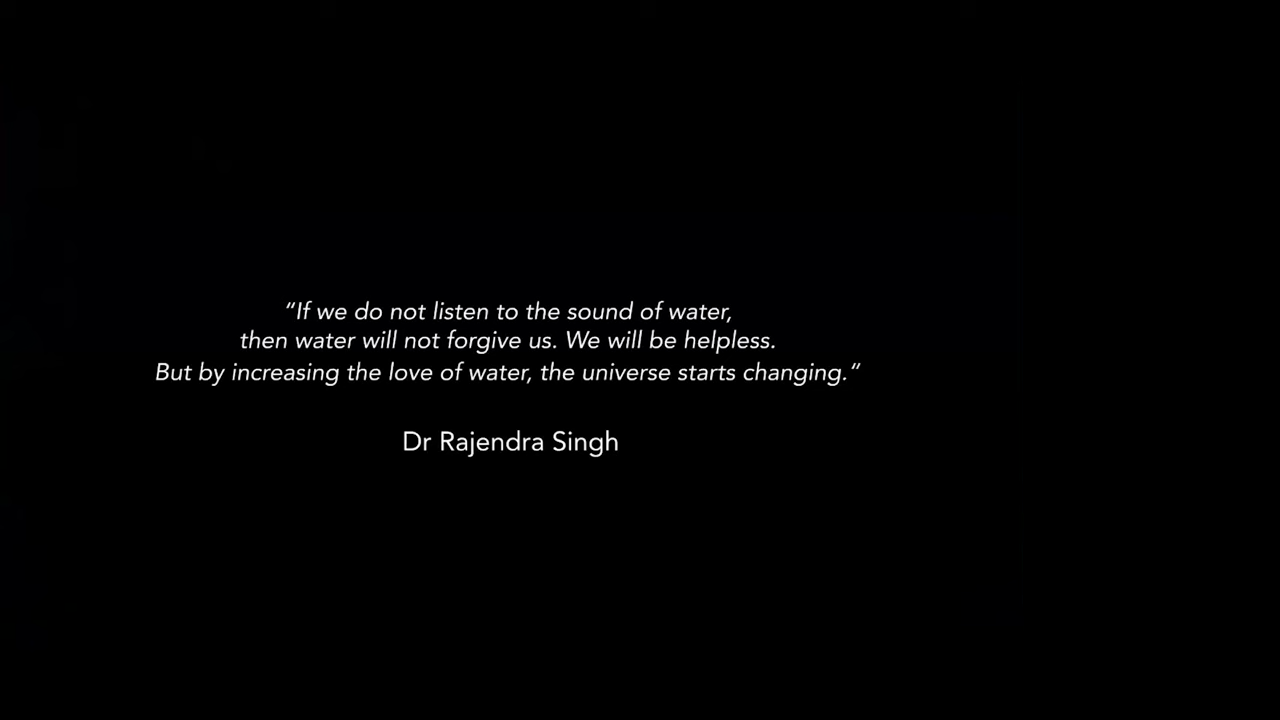 “If we do not listen to the sound of water,
then water will not forgive us. We will be helpless.
But by increasing the love of water, the universe starts changing.“
Dr Rajendra Singh